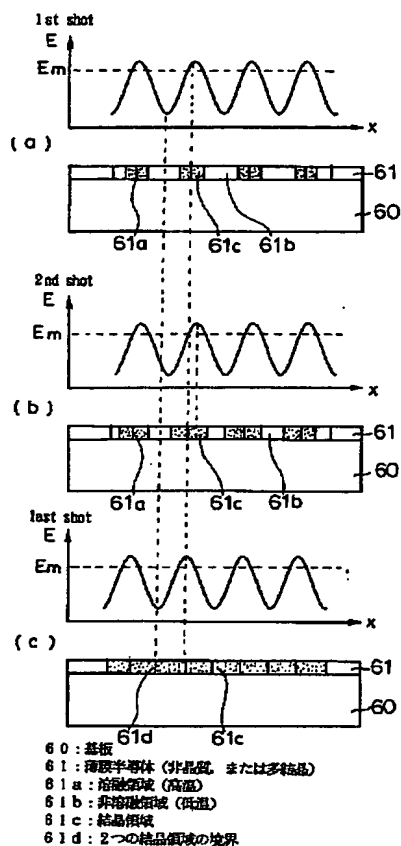 1st shot
E
Em
x
(a)
61
60
61a
61c
61b
2nd shot
E
Em
x
(b)
61
60
61a
61c
61b
last shot
E
Em
x
(c)
61
60
61d
61c
60:基板
61:薄膜半導体(非晶質,または多結晶)
61a:溶融領域(高温)
61b:非溶融領域(低温)
61c:結晶領域
61d:2つの結晶領域の境界